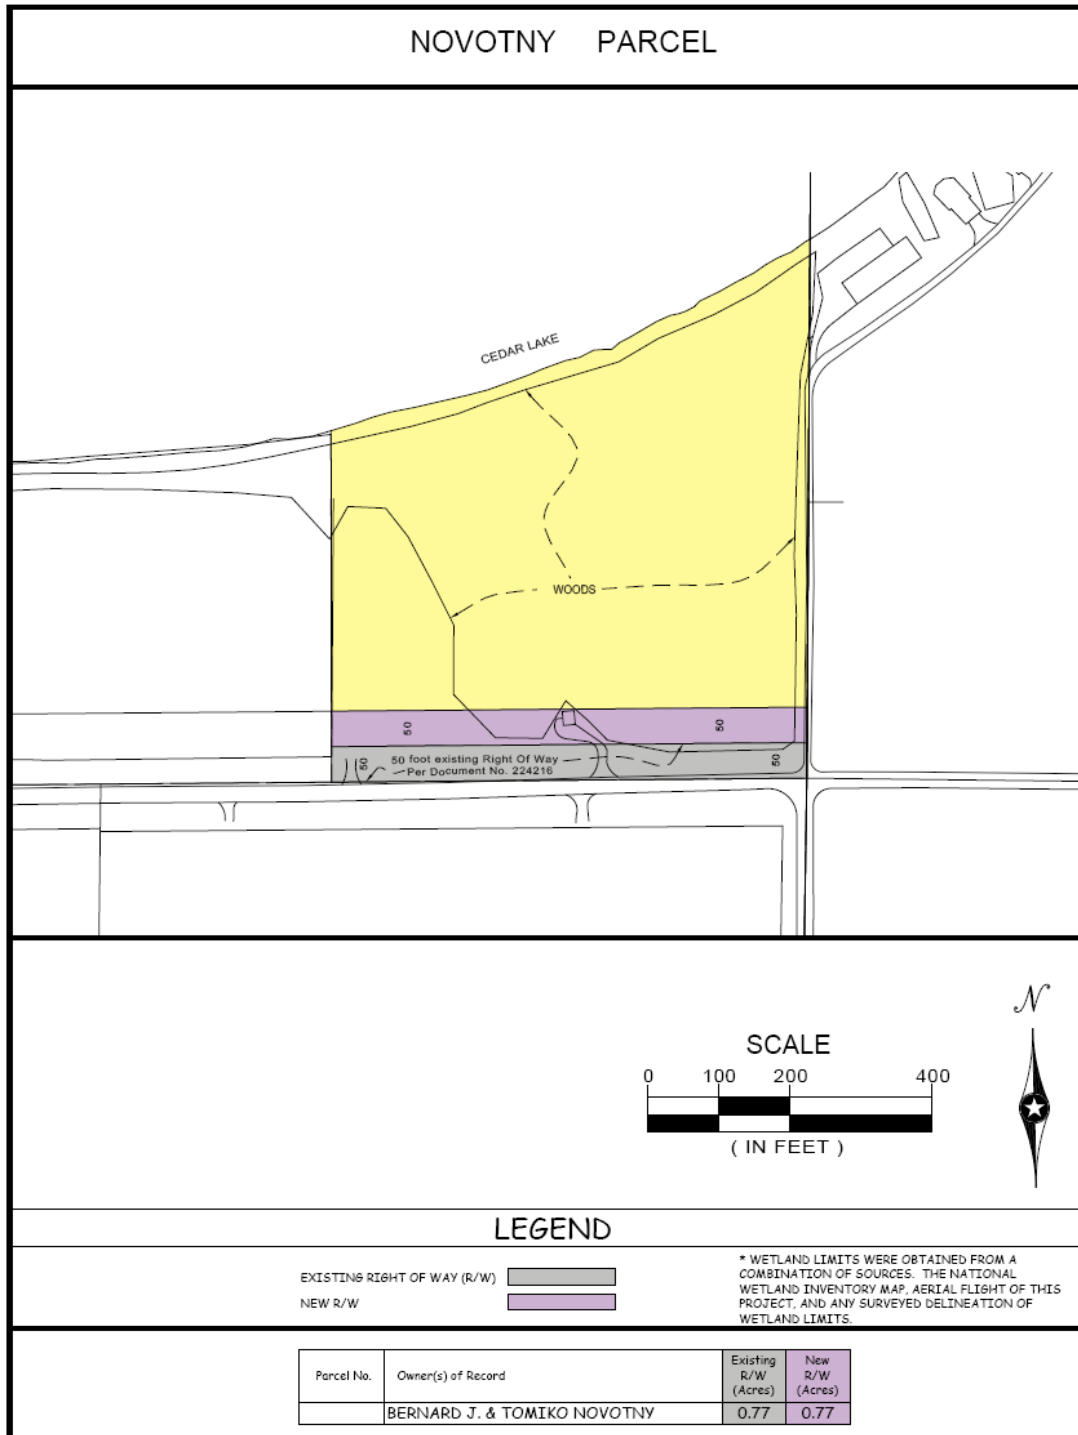 NOVOTNY PARCEL
CEDAR LAKE
WOODS
50
50
50
50 foot existing Right Of Way
Per Document No. 224216
50
N
SCALE
0 100 200 400
( IN FEET )
LEGEND
EXISTING RIGHT OF WAY (R/W)
NEW R/W
* WETLAND LIMITS WERE OBTAINED FROM A
COMBINATION OF SOURCES. THE NATIONAL
WETLAND INVENTORY MAP, AERIAL FLIGHT OF THIS
PROJECT, AND ANY SURVEYED DELINEATION OF
WETLAND LIMITS.
Parcel No. Owner(s) of Record
Existing
R/W
(Acres)
New
R/W
(Acres)
BERNARD J. & TOMIKO NOVOTNY 0.77 0.77